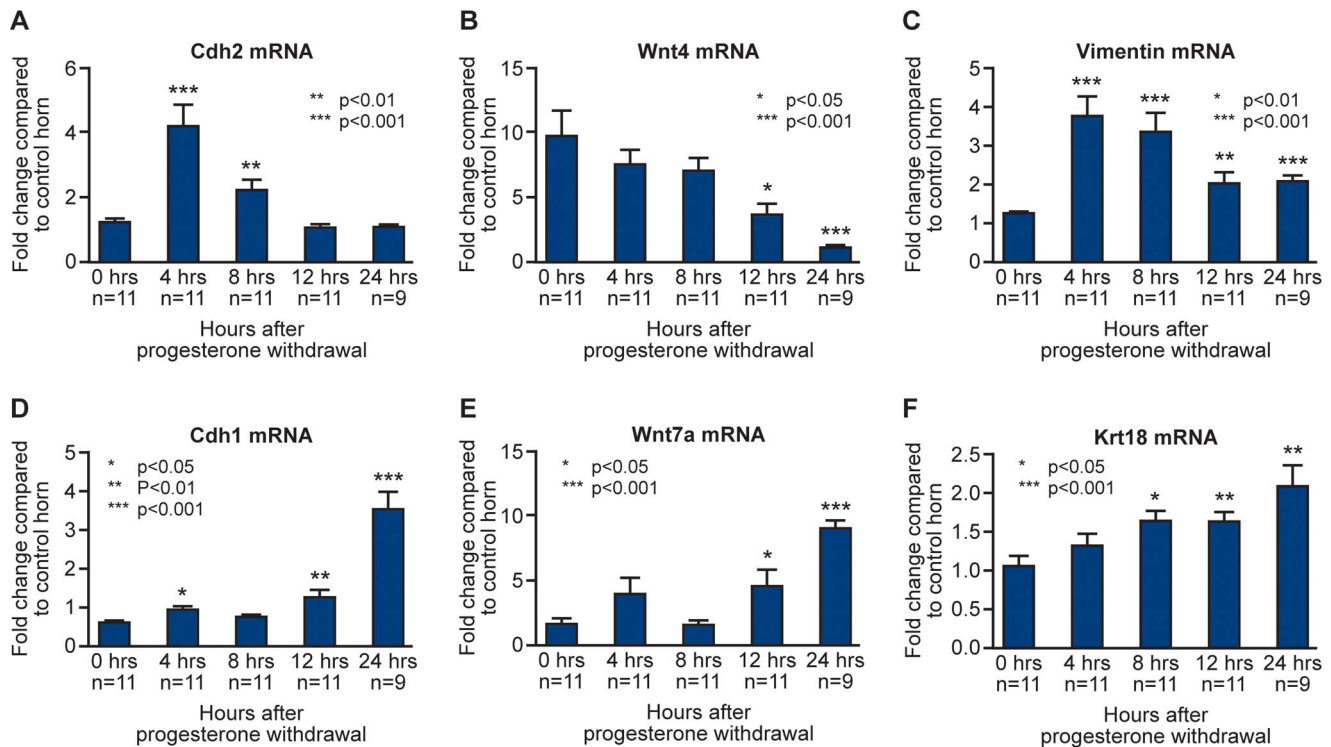 A
Cdh2 mRNA
Fold change compared
to control horn
6
4
2
0
***
**
** p<0.01
*** p<0.001
0 hrs 4 hrs 8 hrs 12 hrs 24 hrs
n=11 n=11 n=11 n=11 n=9
Hours after
progesterone withdrawal
B
Wnt4 mRNA
Fold change compared
to control horn
15
10
5
0
*
***
* p<0.05
*** p<0.001
0 hrs 4 hrs 8 hrs 12 hrs 24 hrs
n=11 n=11 n=11 n=11 n=9
Hours after
progesterone withdrawal
C
Vimentin mRNA
Fold change compared
to control horn
5
4
3
2
1
0
***
***
**
***
* p<0.01
*** p<0.001
0 hrs 4 hrs 8 hrs 12 hrs 24 hrs
n=11 n=11 n=11 n=11 n=9
Hours after
progesterone withdrawal
D
Cdh1 mRNA
Fold change compared
to control horn
5
4
3
2
1
0
* p<0.05
** P<0.01
*** p<0.001
*
**
***
0 hrs 4 hrs 8 hrs 12 hrs 24 hrs
n=11 n=11 n=11 n=11 n=9
Hours after
progesterone withdrawal
E
Wnt7a mRNA
Fold change compared
to control horn
15
10
5
0
* p<0.05
*** p<0.001
*
***
0 hrs 4 hrs 8 hrs 12 hrs 24 hrs
n=11 n=11 n=11 n=11 n=9
Hours after
progesterone withdrawal
F
Krt18 mRNA
Fold change compared
to control horn
2.5
2.0
1.5
1.0
0.5
0.0
* p<0.05
*** p<0.001
*
**
**
0 hrs 4 hrs 8 hrs 12 hrs 24 hrs
n=11 n=11 n=11 n=11 n=9
Hours after
progesterone withdrawal